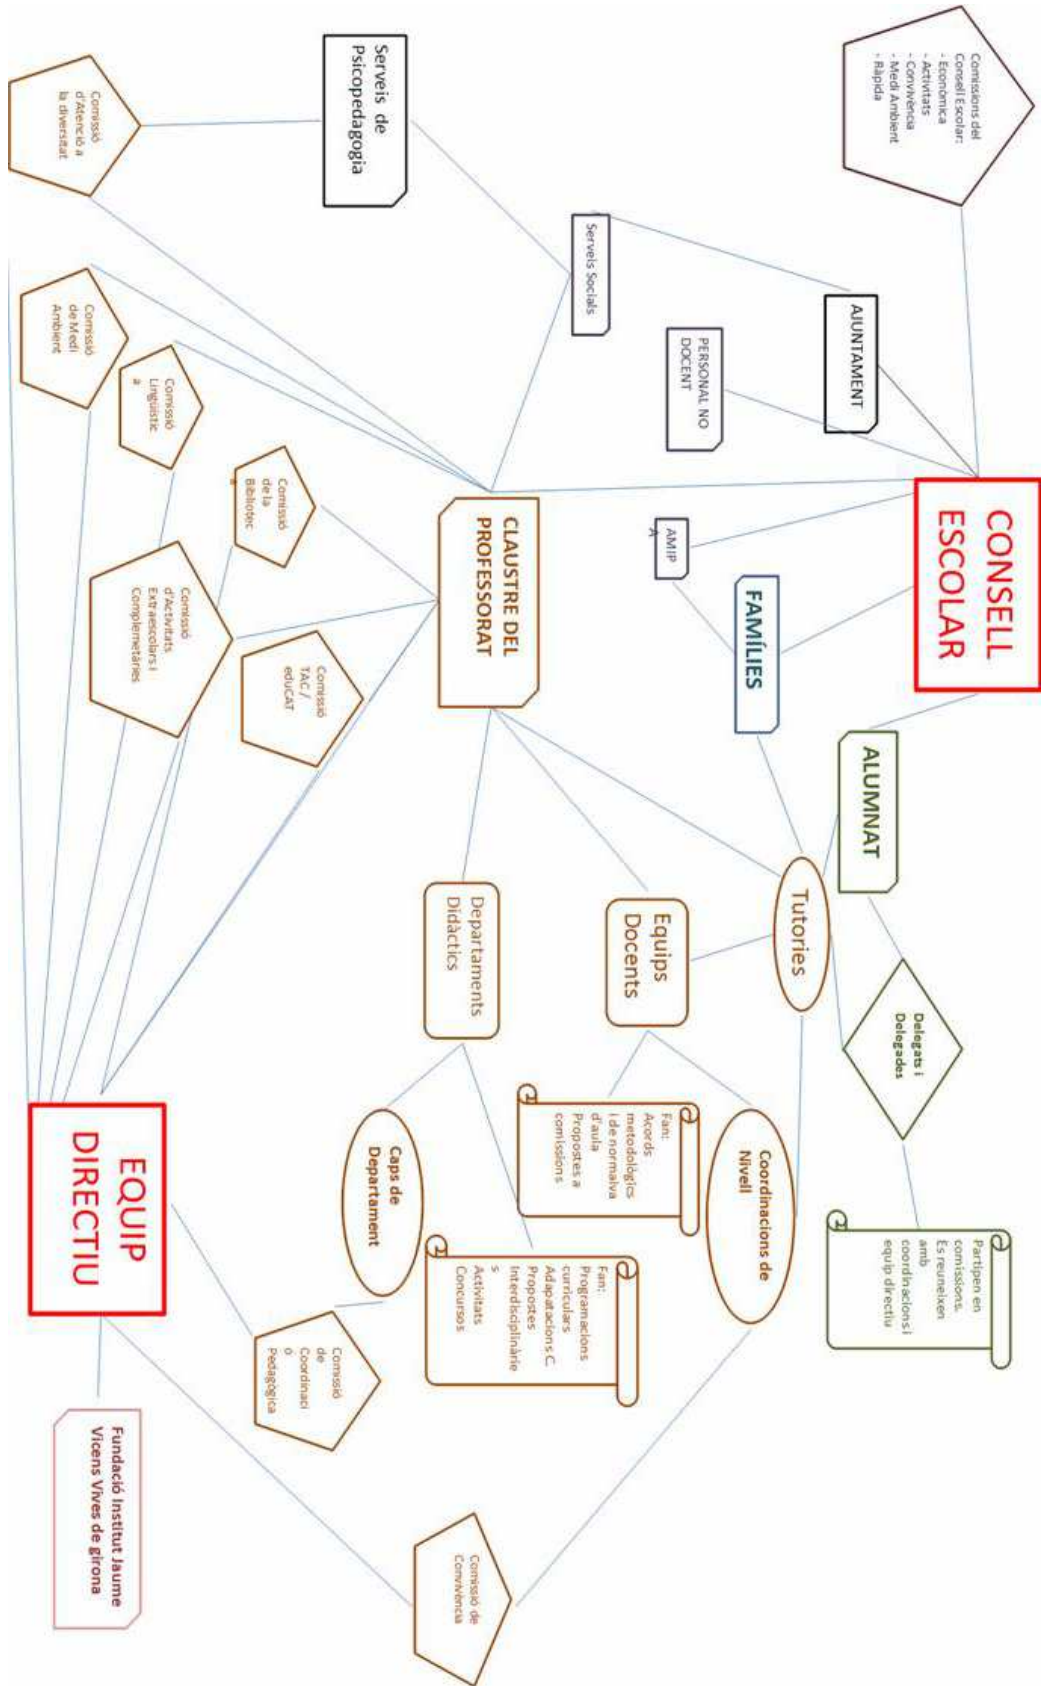 Comissions del
Consell Escolar:
- Econòmica
- Activitats
- Convivència
- Medi Ambient
- Ràpida
CONSELL
ESCOLAR
AJUNTAMENT
PERSONAL NO
DOCENT
Serveis Socials
Serveis de
Psicopedagogia
Comissió
d'Atenció a
la diversitat
AMIP
A
FAMÍLIES
ALUMNAT
Delegats i
Delegades
Partipen en
comissions.
Es reuneixen
amb
coordinacions i
equip directiu
Tutories
CLAUSTRE DEL
PROFESSORAT
Equips
Docents
Coordinacions de
Nivell
Fan:
Acords
metodològics
i de normalva
d'aula
Propostes a
comissions
Departaments
Didàctics
Caps de
Departament
Fan:
Programacions
curriculars
Adapatacions C.
Propostes
Interdisciplinàrie
s
Activitats
Concursos
Comissió
de Medi
Ambient
Comissió
Lingüístic
a
Comissió
de la
Bibliotec
a
Comissió
d'Activitats
Extraescolars i
Complemetàries
Comissió
TAC /
eduCAT
Comissió
de
Coordinaci
ó
Pedagògica
Comissió de
Convivència
EQUIP
DIRECTIU
Fundació Institut Jaume
Vicens Vives de girona